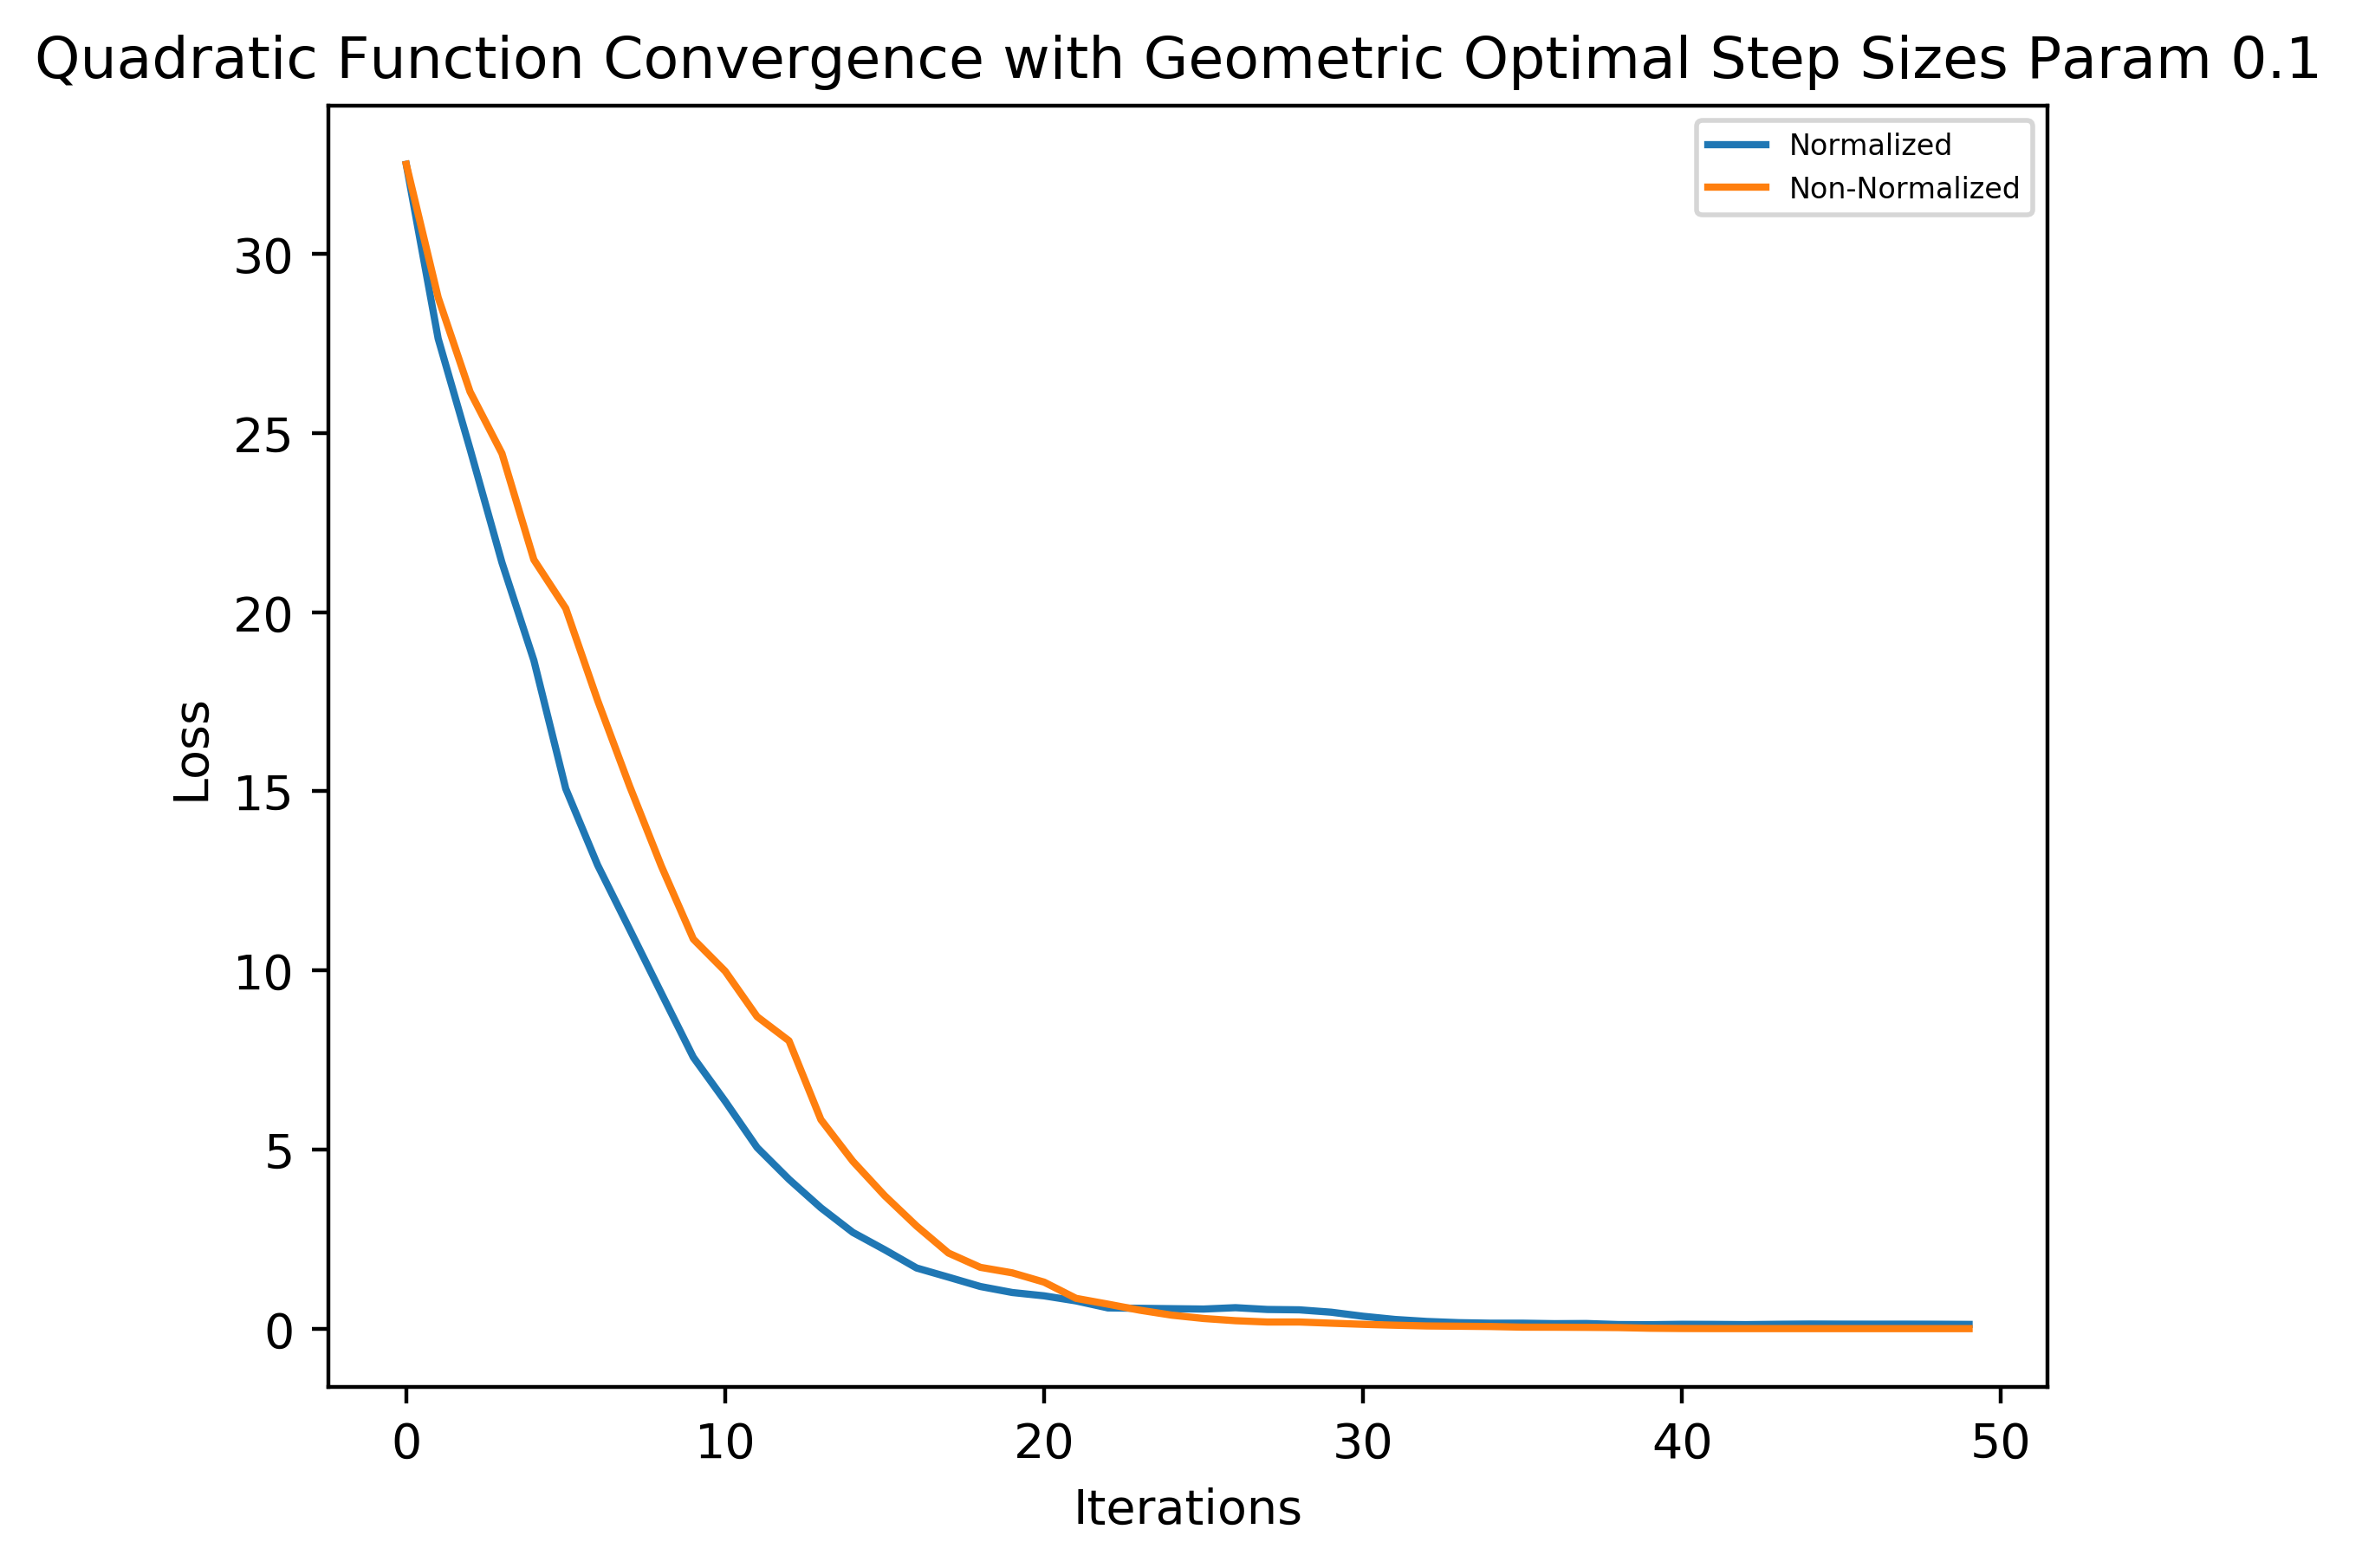 Quadratic Function Convergence with Geometric Optimal Step Sizes Param 0.1
Normalized
Non-Normalized
30
25
20
15
10
5
0
Loss
0 10 20 30 40 50
Iterations